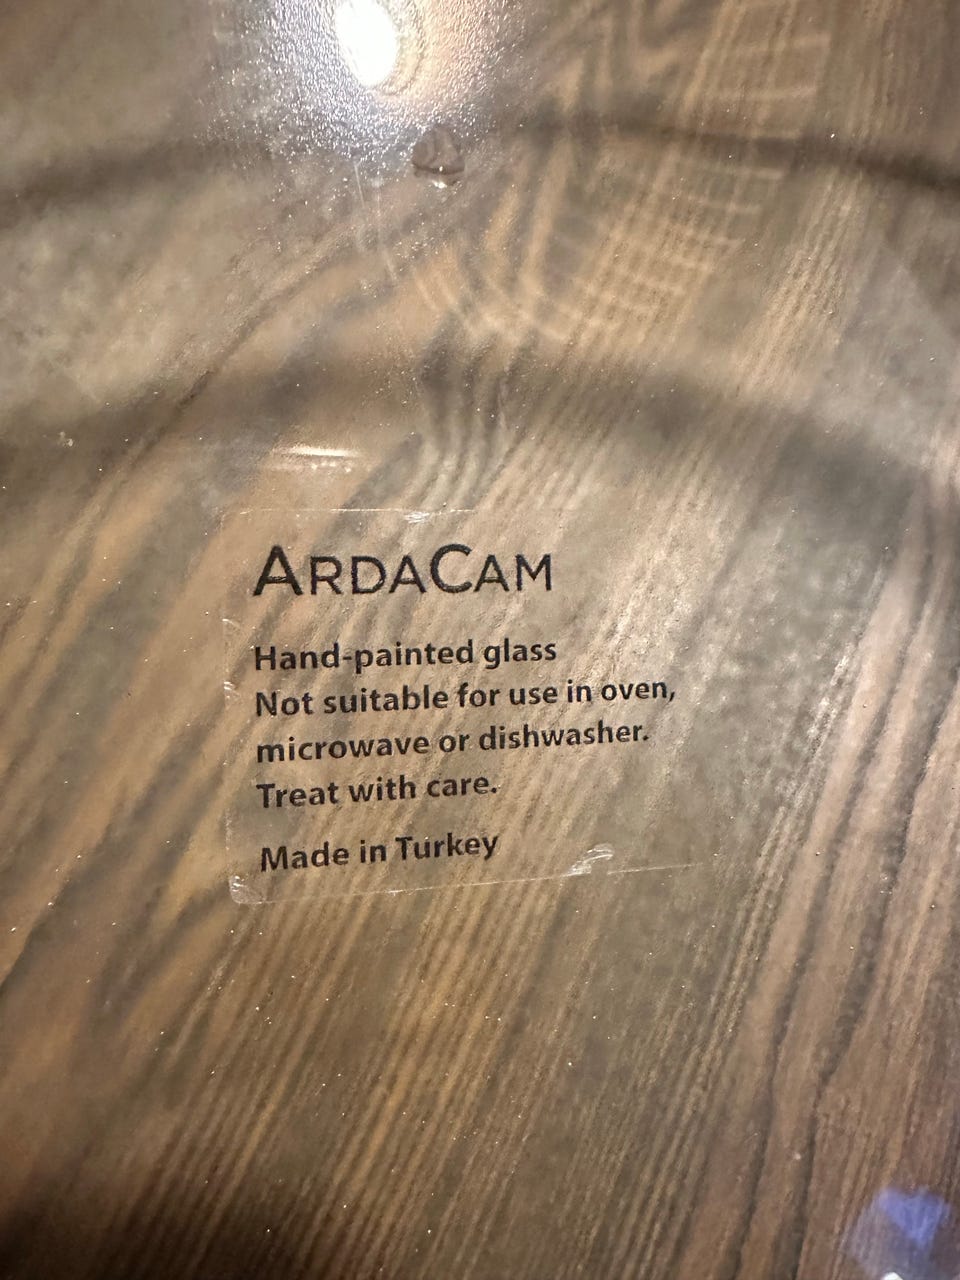 ARDACAM
Hand-painted glass
Not suitable for use in oven,
microwave or dishwasher.
Treat with care.
Made in Turkey